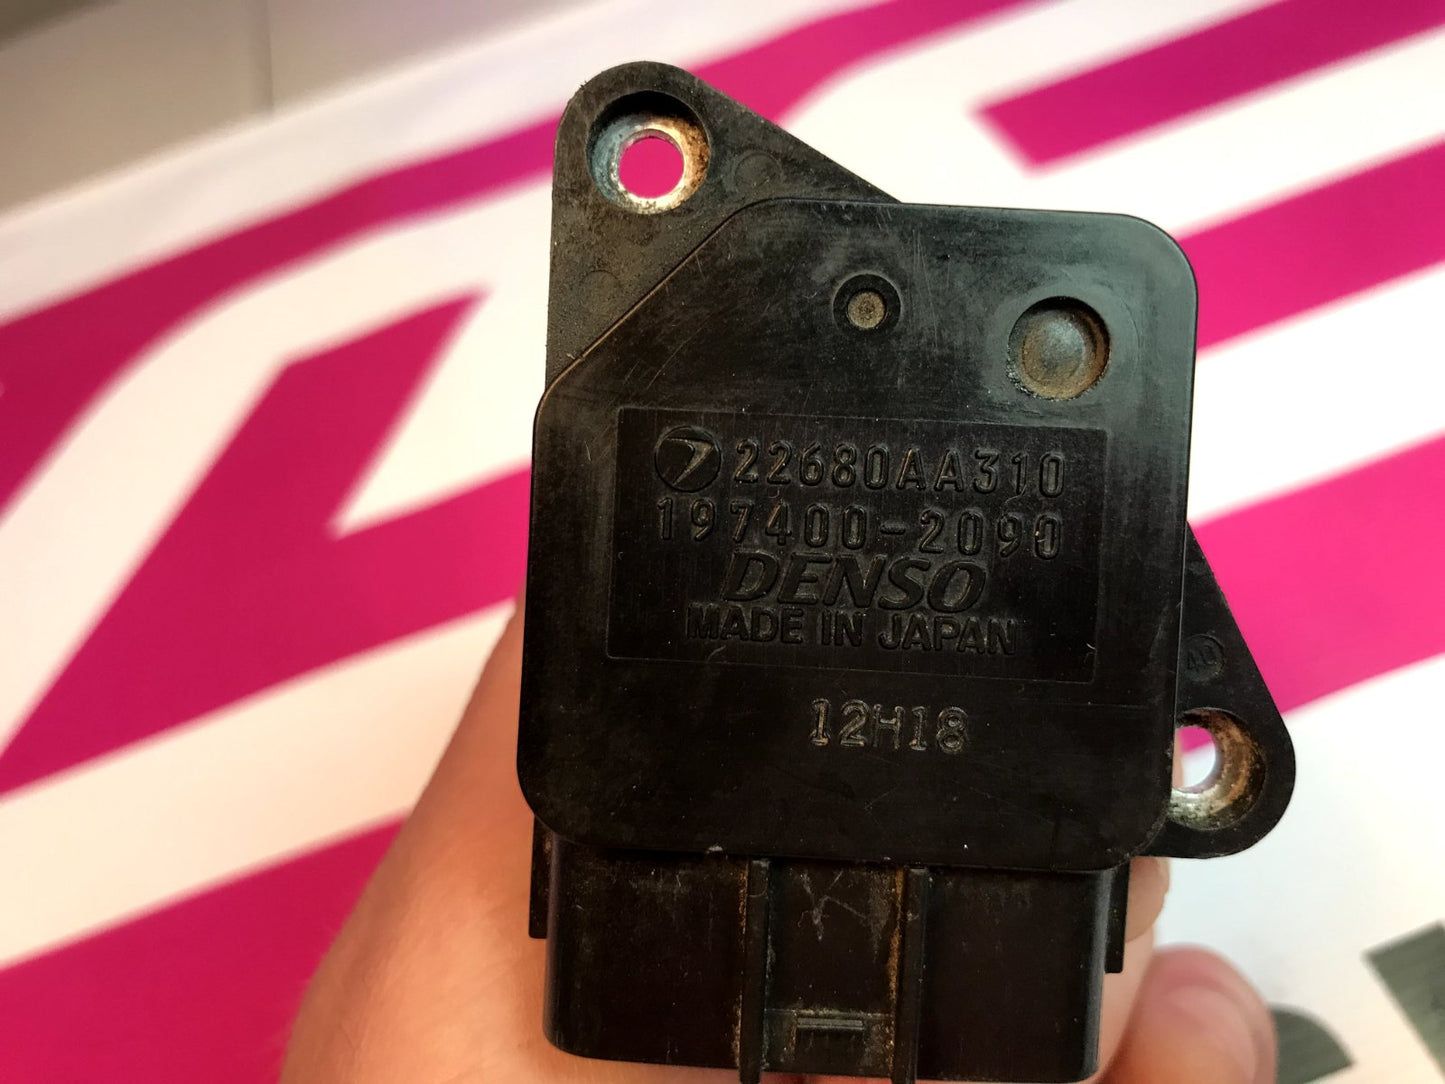 22680AA310
197400-2090
DENSO
MADE IN JAPAN
12H18